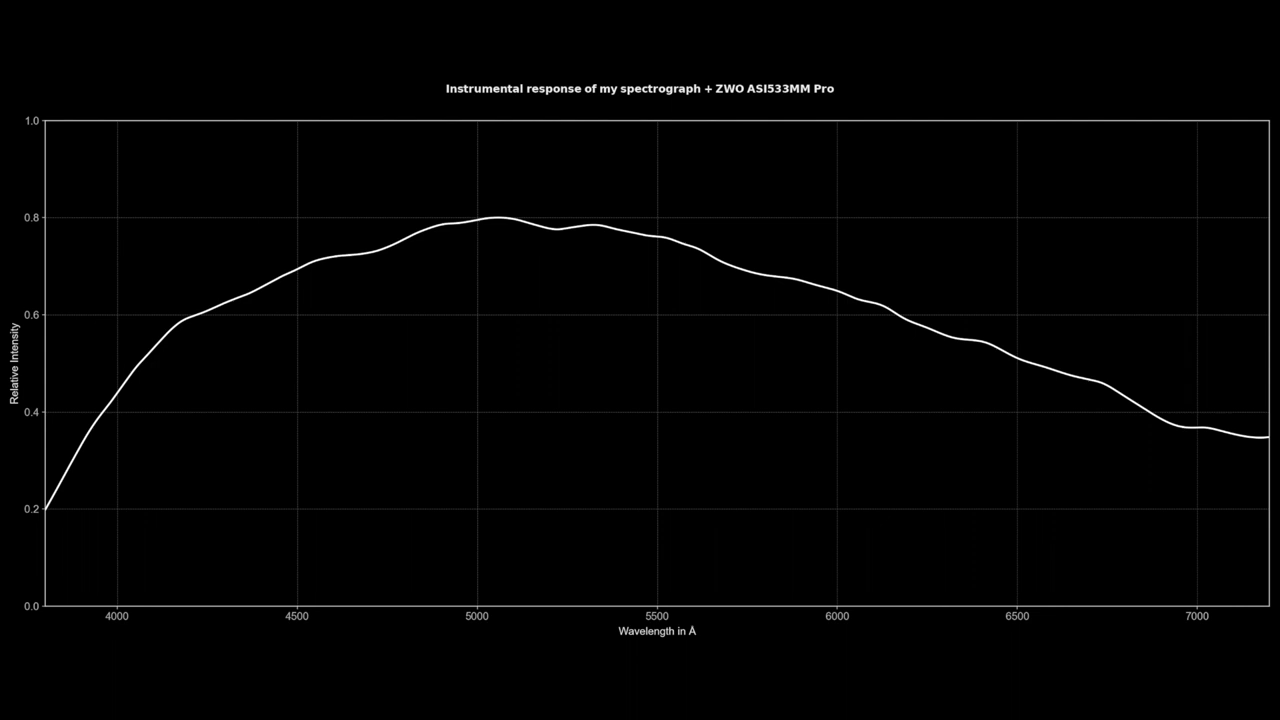 Instrumental response of my spectrograph + ZWO ASI533MM Pro
1.0
0.8
0.6
0.4
0.2
0.0
Relative Intensity
4000 4500 5000 5500 6000 6500 7000
Wavelength in Å